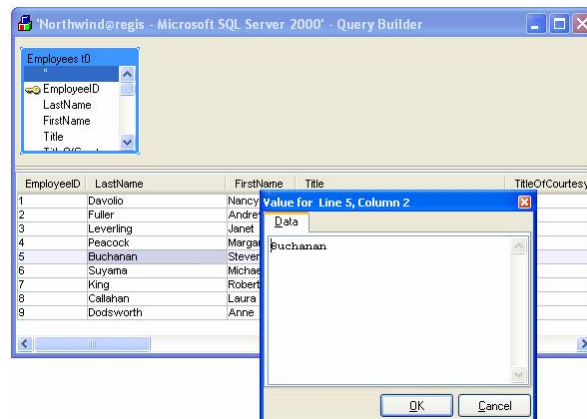 'Northwind@regis - Microsoft SQL Server 2000' - Query Builder
Employees t0
*
EmployeeID
LastName
FirstName
Title
EmployeeID LastName FirstName Title TitleOfCourtesy
1 Davolio Nancy
2 Fuller
3 Leverling Janet
4 Peacock
5 Buchanan Steven
6 Suyama
7 King Robert
8 Callahan Laura
9 Dodsworth Anne
Value for Line 5, Column 2
Data
Buchanan
OK Cancel